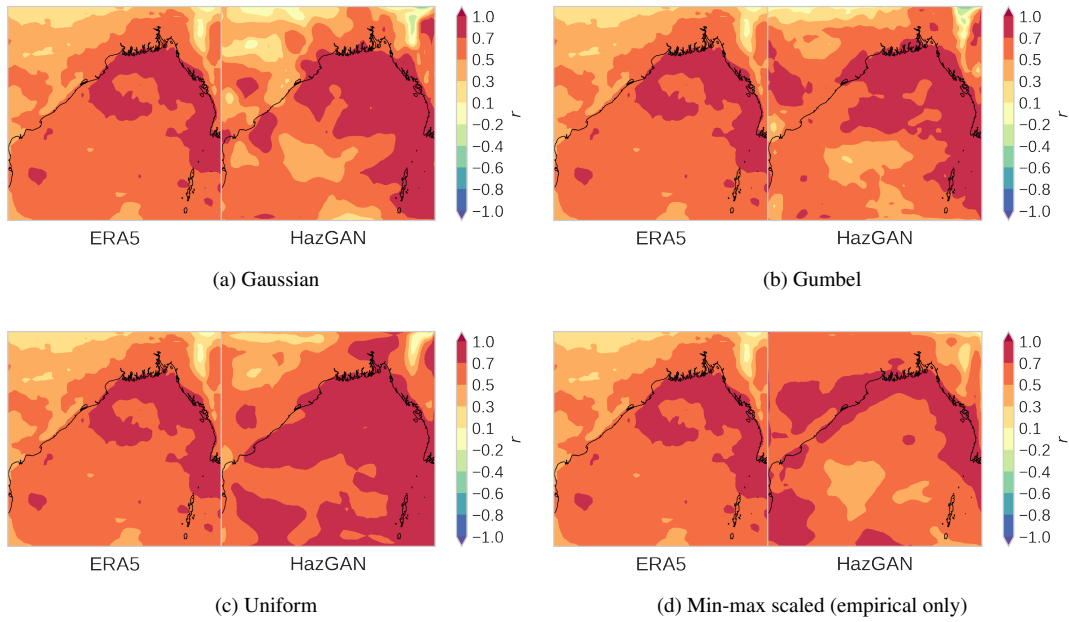 1.0
0.7
0.5
0.3
0.1
−0.2
−0.4
−0.6
−0.8
−1.0
r
ERA5
HazGAN
(a) Gaussian
1.0
0.7
0.5
0.3
0.1
−0.2
−0.4
−0.6
−0.8
−1.0
r
ERA5
HazGAN
(b) Gumbel
1.0
0.7
0.5
0.3
0.1
−0.2
−0.4
−0.6
−0.8
−1.0
r
ERA5
HazGAN
(c) Uniform
1.0
0.7
0.5
0.3
0.1
−0.2
−0.4
−0.6
−0.8
−1.0
r
ERA5
HazGAN
(d) Min-max scaled (empirical only)